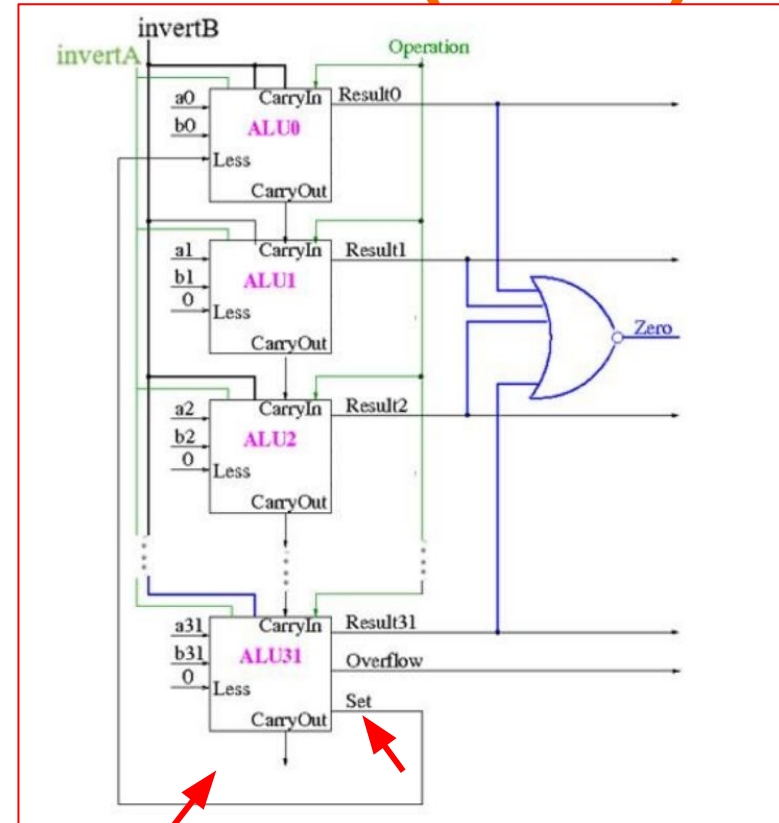 invertB
invertA
Operation
CarryIn Result0
a0
ALU0
b0
Less
CarryOut
CarryIn Result1
a1
b1
ALU1
0
Less
Zero
CarryOut
CarryIn Result2
a2
b2
ALU2
0
Less
CarryOut
CarryIn Result31
a31
b31
ALU31
Overflow
0
Less
Set
CarryOut